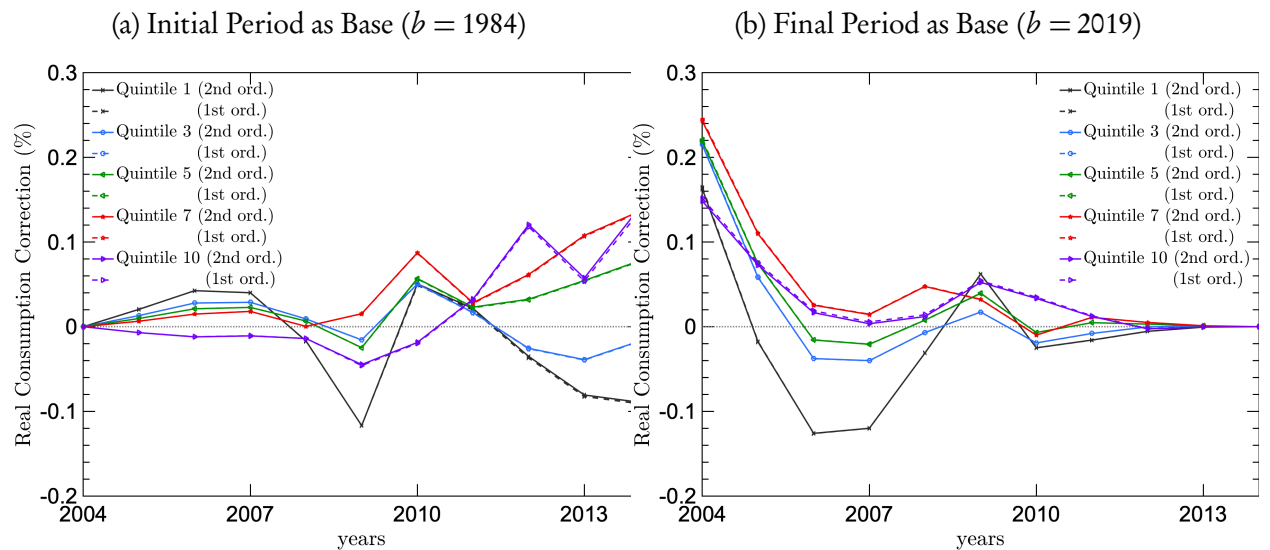 (a) Initial Period as Base (b = 1984)
0.3
0.2
0.1
0
-0.1
-0.2
Real Consumption Correction (%)
Quintile 1 (2nd ord.)
(1st ord.)
Quintile 3 (2nd ord.)
(1st ord.)
Quintile 5 (2nd ord.)
(1st ord.)
Quintile 7 (2nd ord.)
(1st ord.)
Quintile 10 (2nd ord.)
(1st ord.)
2004 2007 2010 2013
years
(b) Final Period as Base (b = 2019)
0.3
0.2
0.1
0
-0.1
-0.2
Real Consumption Correction (%)
Quintile 1 (2nd ord.)
(1st ord.)
Quintile 3 (2nd ord.)
(1st ord.)
Quintile 5 (2nd ord.)
(1st ord.)
Quintile 7 (2nd ord.)
(1st ord.)
Quintile 10 (2nd ord.)
(1st ord.)
2004 2007 2010 2013
years